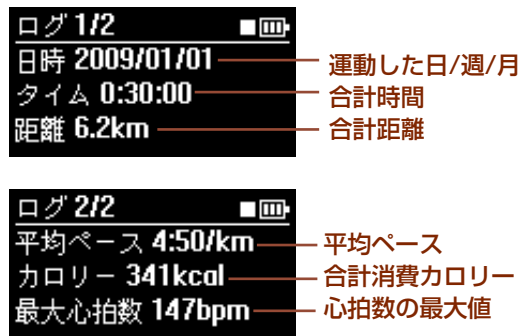 ログ 1/2
日時 2009/01/01 運動した日/週/月
タイム 0:30:00 合計時間
距離 6.2km 合計距離
ログ 2/2
平均ペース 4:50/km 平均ペース
カロリー 341kcal 合計消費カロリー
最大心拍数 147bpm 心拍数の最大値